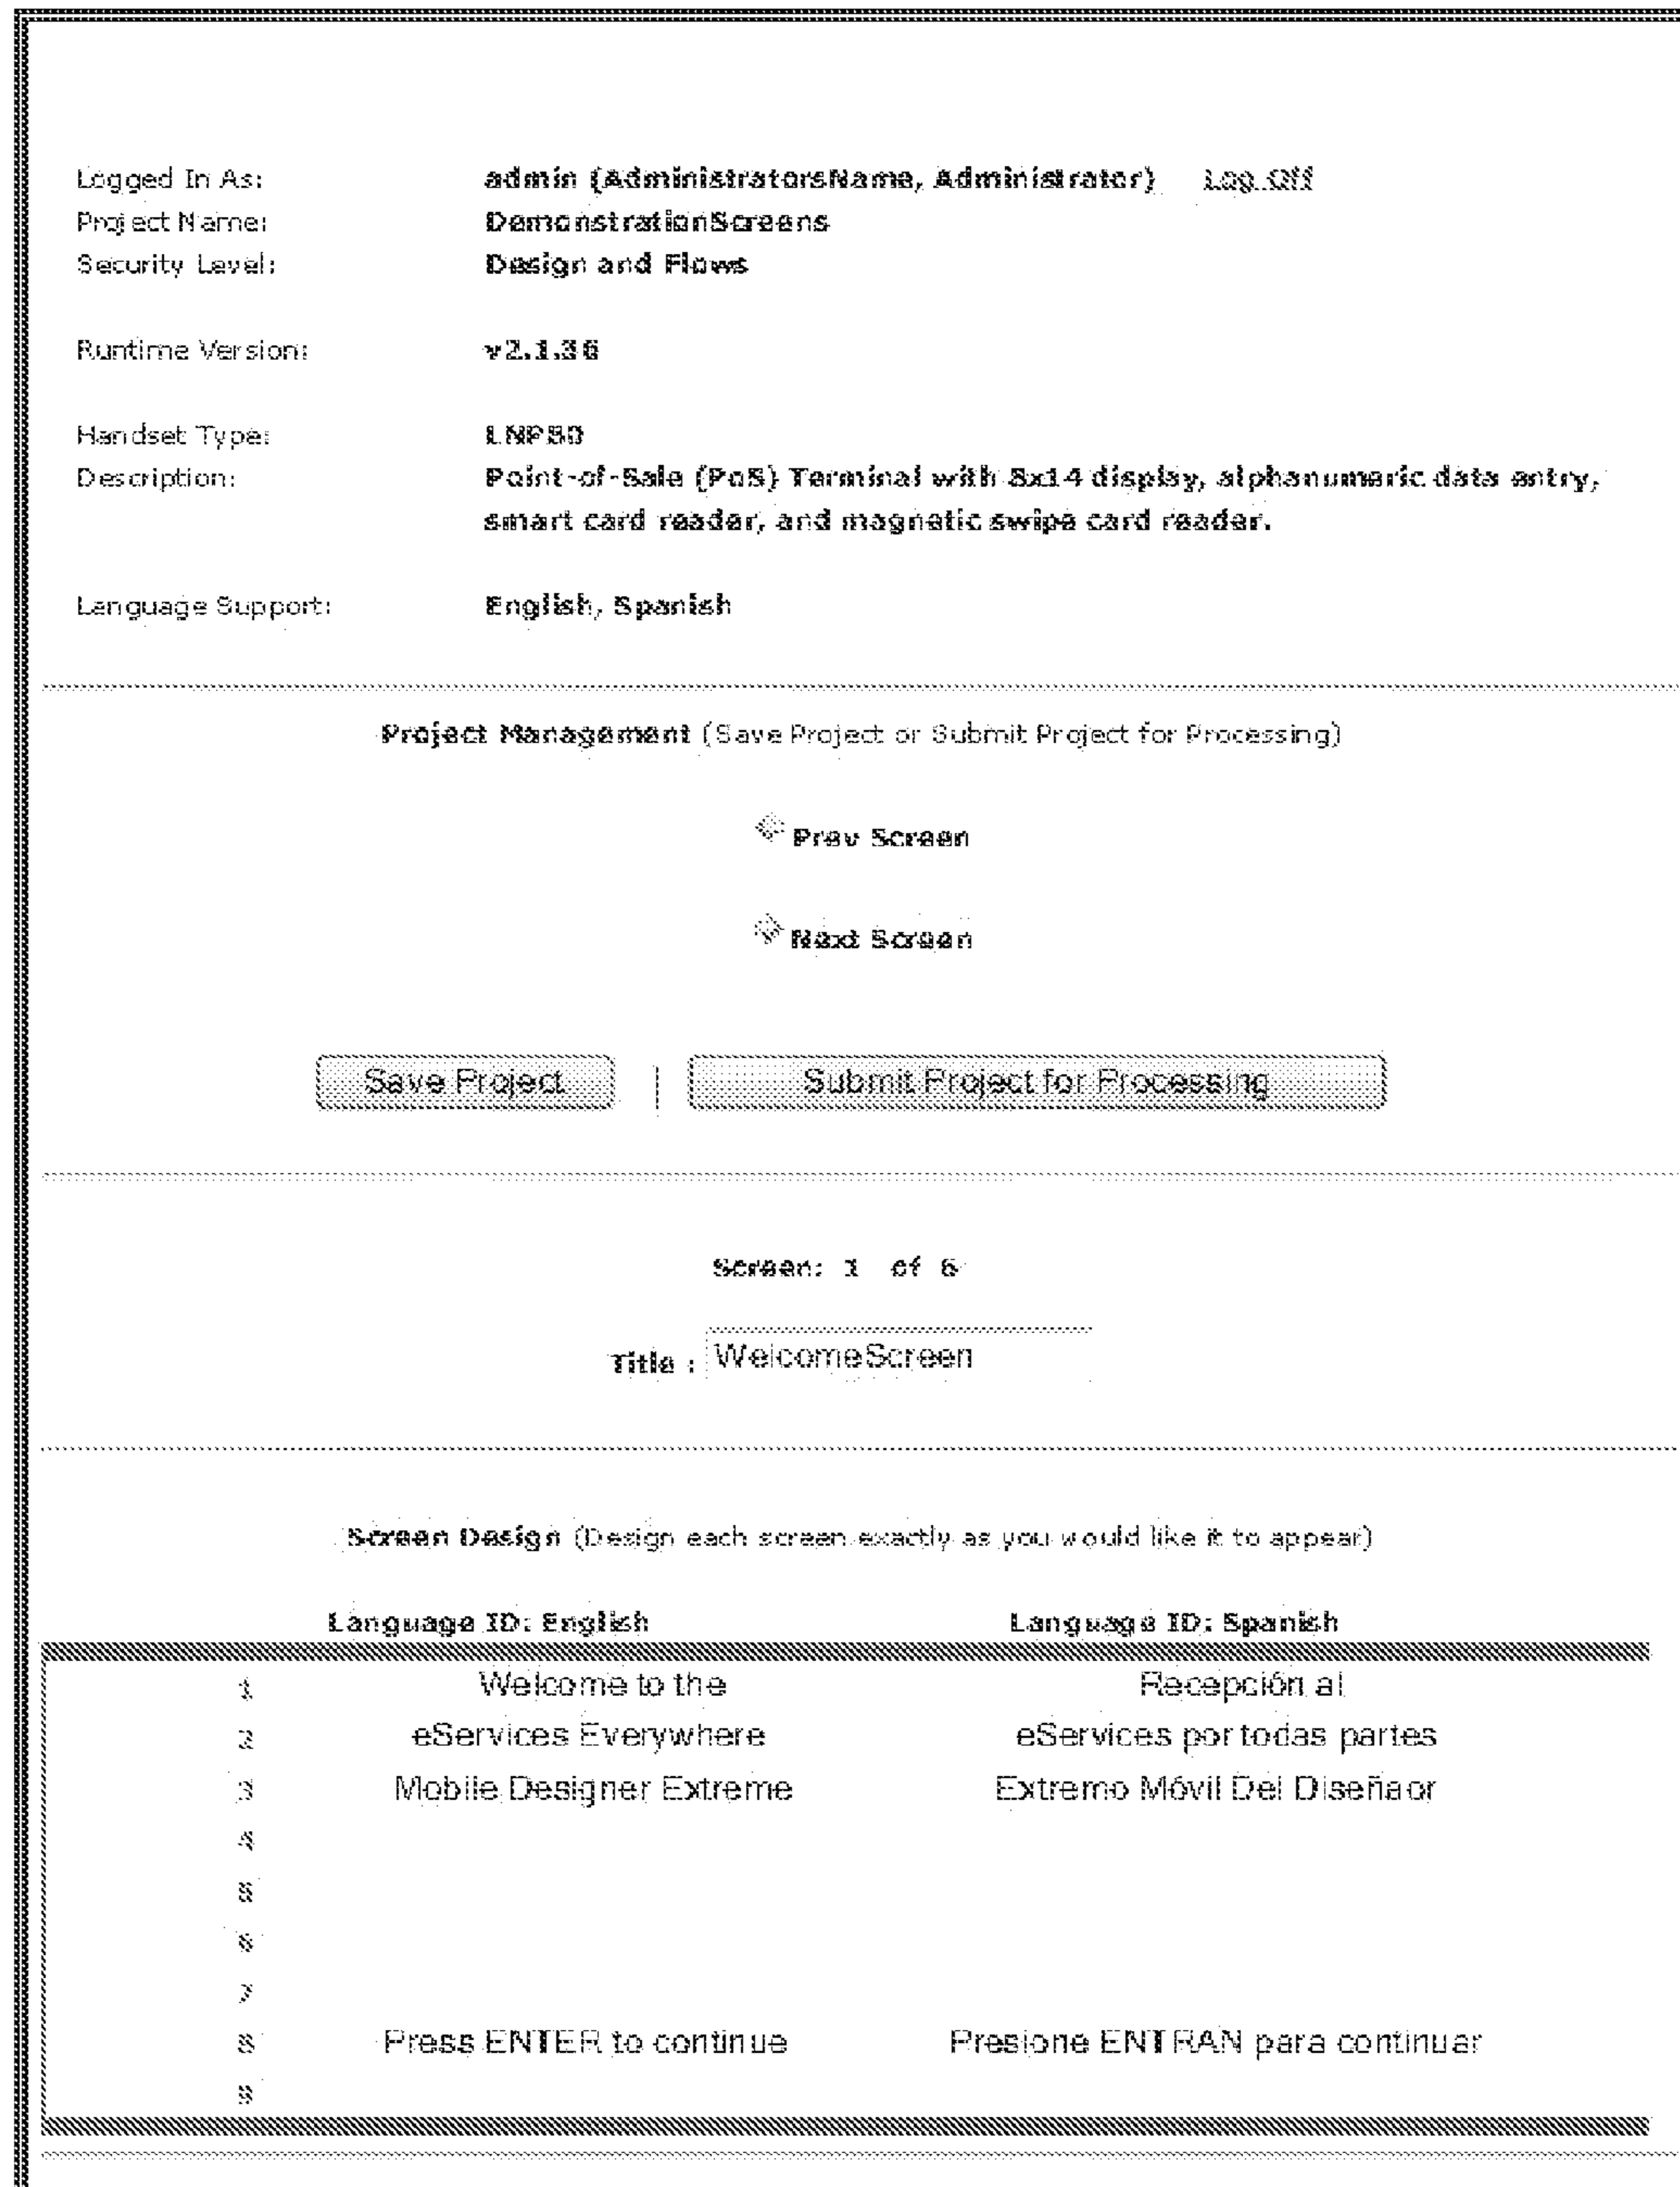 Logged In As: admin (AdministratorsName, Administrator) Log Off
Project Name: DemonstrationScreens
Security Level: Design and Flows
Runtime Version: v2.1.36
Handset Type:
Description: Point-of-Sale (PoS) Terminal with 8x14 display, alphanumeric data entry,
smart card reader, and magnetic swipe card reader.
Language Support: English, Spanish
Project Management (Save Project or Submit Project for Processing)
Prev Screen
Next Screen
Save Project | Submit Project for Processing
Screen: 1 of 6
Title : WelcomeScreen
Screen Design (Design each screen exactly as you would like it to appear)
Language ID: English Language ID: Spanish
1 Welcome to the Recepción al
2 eServices Everywhere eServices por todas partes
3 Mobile Designer Extreme Extremo Móvil Del Diseñaor
4
5
6
7
8 Press ENTER to continue Presione ENTRAN para continuar
9